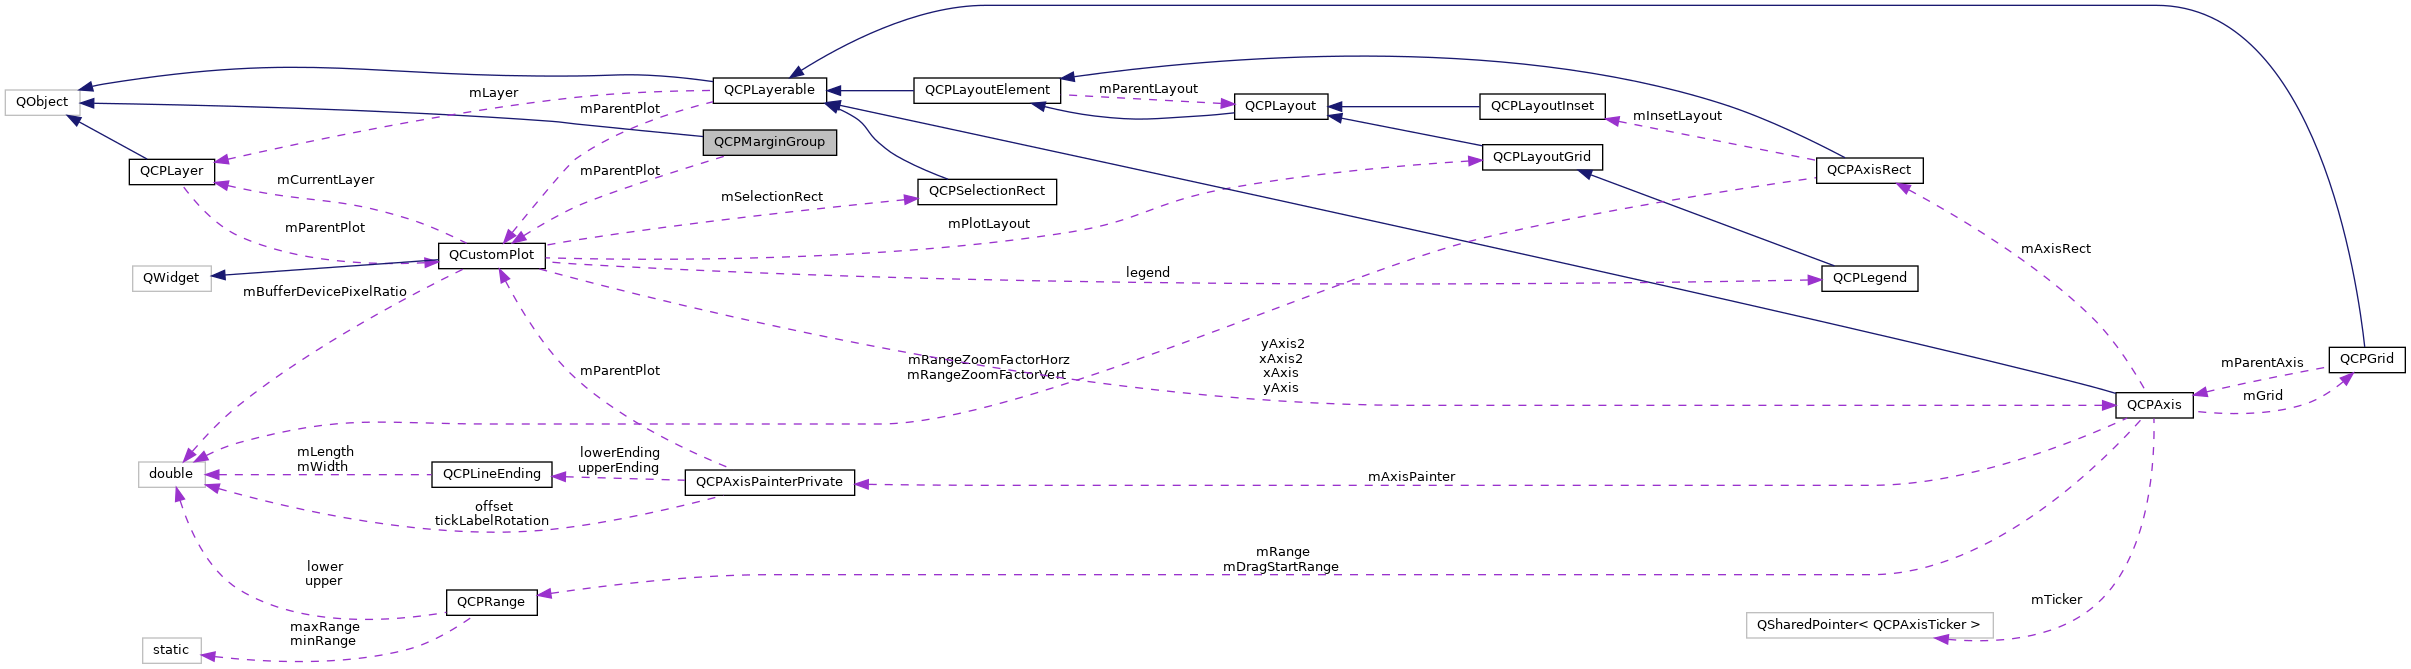 QObject
mLayer
QCPLayerable
QCPLayoutElement
mParentLayout
QCPLayout
QCPLayoutInset
mInsetLayout
mParentPlot
QCPMarginGroup
QCPLayoutGrid
QCPAxisRect
QCPLayer
mCurrentLayer
mParentPlot
mSelectionRect
QCPSelectionRect
mParentPlot
mPlotLayout
QCustomPlot
mAxisRect
QWidget
legend
QCPLegend
mBufferDevicePixelRatio
yAxis2
xAxis2
xAxis
yAxis
mRangeZoomFactorHorz
mRangeZoomFactorVert
mParentPlot
QCPGrid
mParentAxis
mGrid
QCPAxis
mLength
mWidth
lowerEnding
upperEnding
double
QCPLineEnding
QCPAxisPainterPrivate
mAxisPainter
offset
tickLabelRotation
lower
upper
mRange
mDragStartRange
QCPRange
mTicker
QSharedPointer< QCPAxisTicker >
maxRange
minRange
static